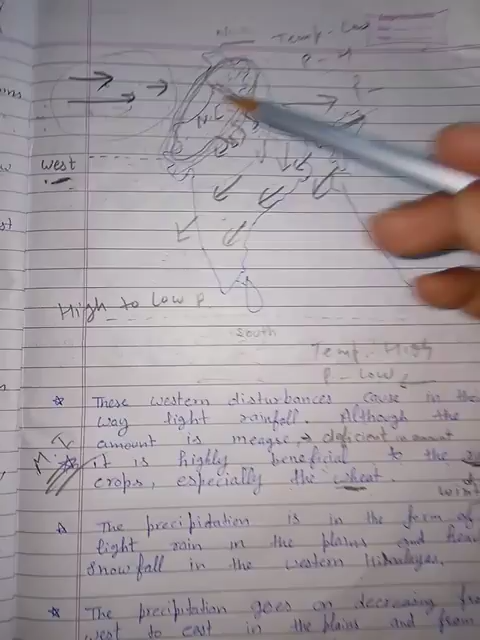 Temp - Low
P - H
N.I
west
High to Low P.
South
Temp. High
P - Low
These western disturbances cause in the
way light rainfall. Although the
M.I amount is meagre → deficient amount
it is highly beneficial to the
crops, especially the wheat.
The precipitation is in the form of
light rain in the plains and hea
snowfall in the western Himalayas.
The precipitation goes on decreasing fro
west to east in the plains and from